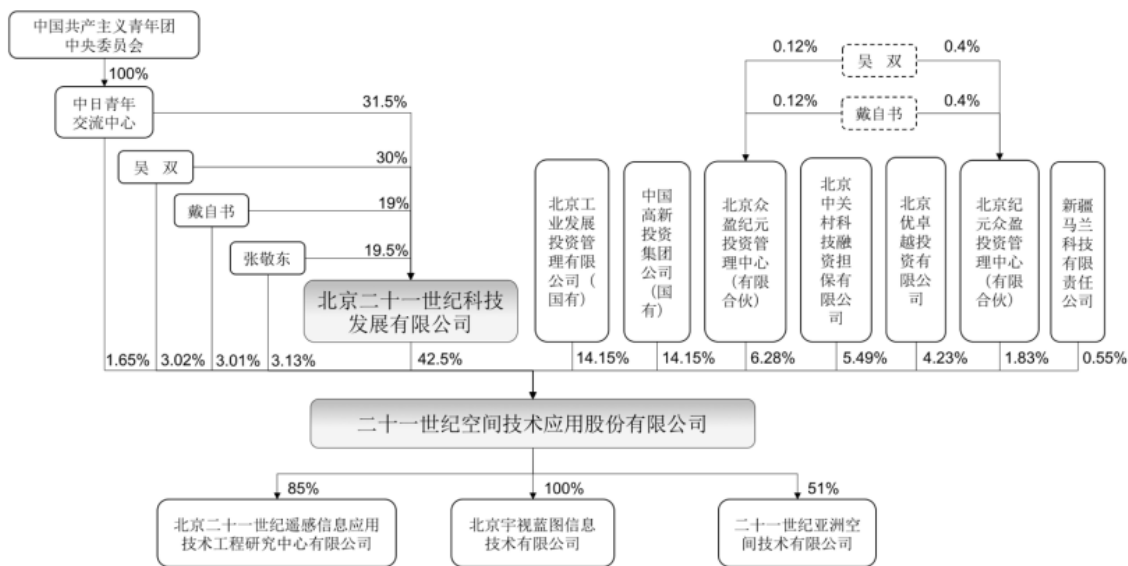 中国共产主义青年团
中央委员会
100%
中日青年
交流中心
31.5%
吴 双
30%
戴自书
19%
张敬东
19.5%
北京二十一世纪科技
发展有限公司
0.12%
吴 双
0.4%
0.12%
戴自书
0.4%
北京工
业发展
投资管
理有限
公司（
国有）
中国
高新
投资
集团
公司
（国
有）
北京众
盈纪元
投资管
理中心
（有限
合伙）
北京
中关
村科
技融
资担
保有
限公
司
北京
优卓
越投
资有
限公
司
北京纪
元众盈
投资管
理中心
（有限
合伙）
新疆
马兰
科技
有限
责任
公司
1.65%
3.02%
3.01%
3.13%
42.5%
14.15%
14.15%
6.28%
5.49%
4.23%
1.83%
0.55%
二十一世纪空间技术应用股份有限公司
85%
100%
51%
北京二十一世纪遥感信息应用
技术工程研究中心有限公司
北京宇视蓝图信息
技术有限公司
二十一世纪亚洲空
间技术有限公司